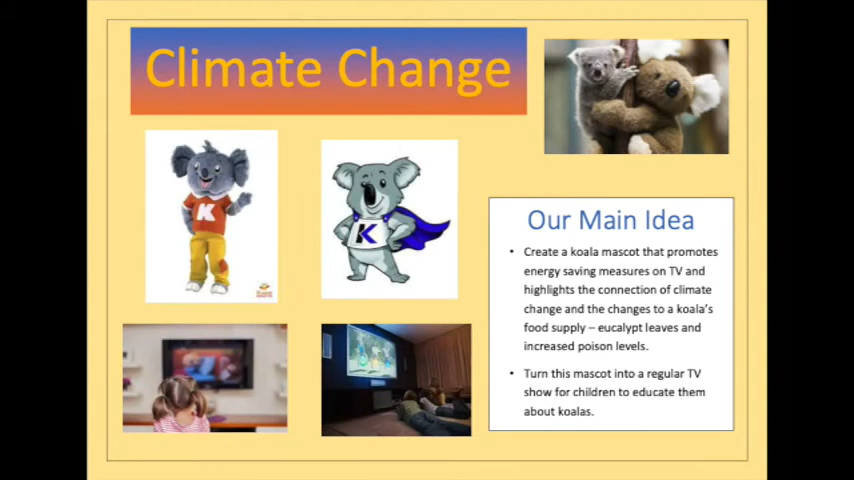 Climate Change
K
K
Our Main Idea
• Create a koala mascot that promotes
energy saving measures on TV and
highlights the connection of climate
change and the changes to a koala's
food supply – eucalypt leaves and
increased poison levels.
• Turn this mascot into a regular TV
show for children to educate them
about koalas.